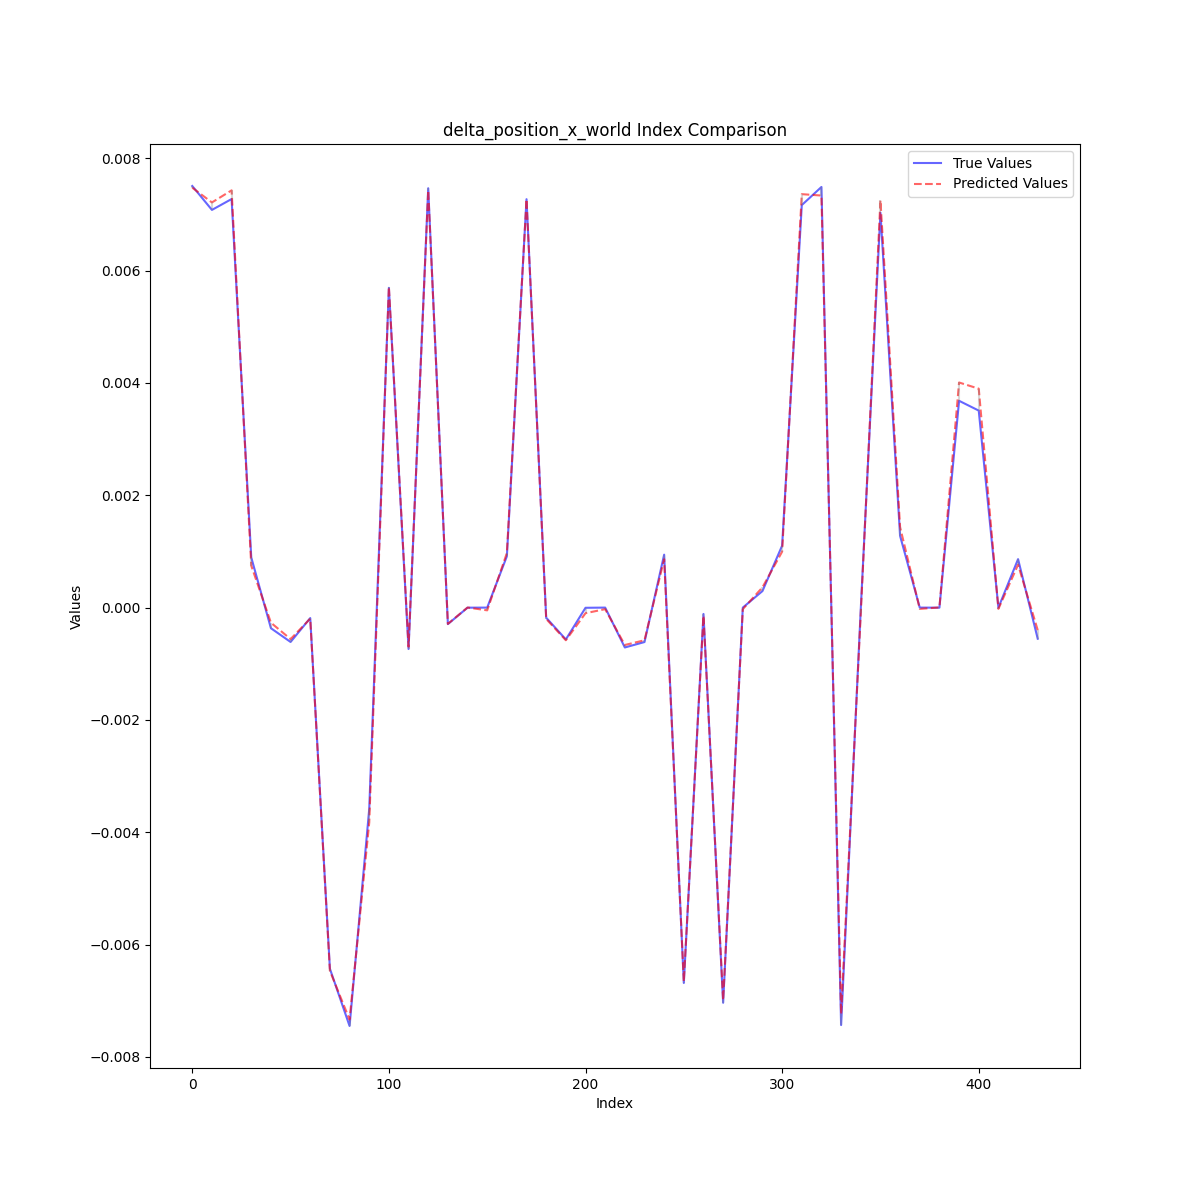 delta_position_x_world Index Comparison
True Values
Predicted Values
0.008
0.006
0.004
0.002
0.000
−0.002
−0.004
−0.006
−0.008
Values
0 100 200 300 400
Index